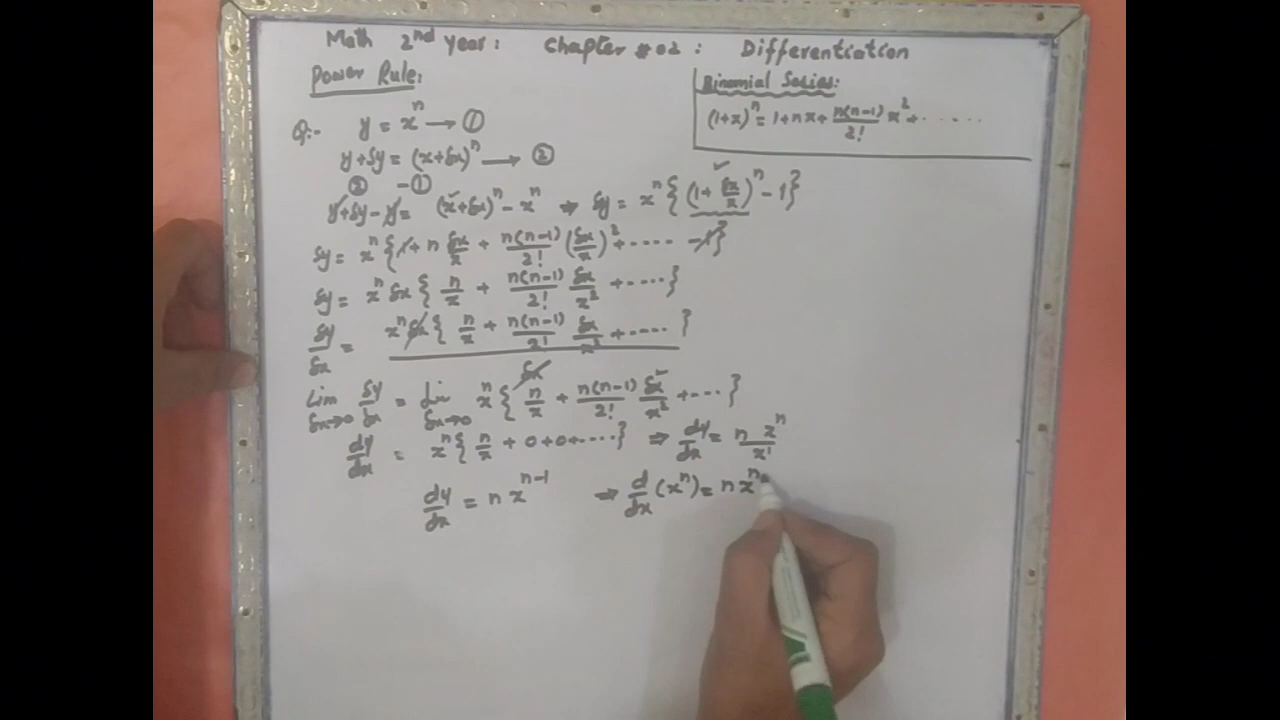 Math 2nd Year: Chapter #02: Differentiation
Power Rule:
Binomial Series:
(1+x)^n = 1+nx+ n(n-1)/2! x^2+ ......
Q:- y = x^n → ①
y+δy = (x+δx)^n → ②
② - ①
y+δy-y = (x+δx)^n - x^n ⇒ δy = x^n { (1+ δx/x)^n - 1}
δy = x^n {1+n δx/x + n(n-1)/2! (δx/x)^2 +..... -1}
δy = x^n δx { n/x + n(n-1)/2! δx/x^2 +....}
δy/δx = x^n δx { n/x + n(n-1)/2! δx/x^2 +.... } / δx
Lim δx→0 δy/δx = Lim δx→0 x^n { n/x + n(n-1)/2! δx/x^2 +....}
dy/dx = x^n { n/x + 0+0+....} ⇒ dy/dx = n x^n/x^1
dy/dx = n x^n-1 ⇒ d/dx (x^n) = n x^n-